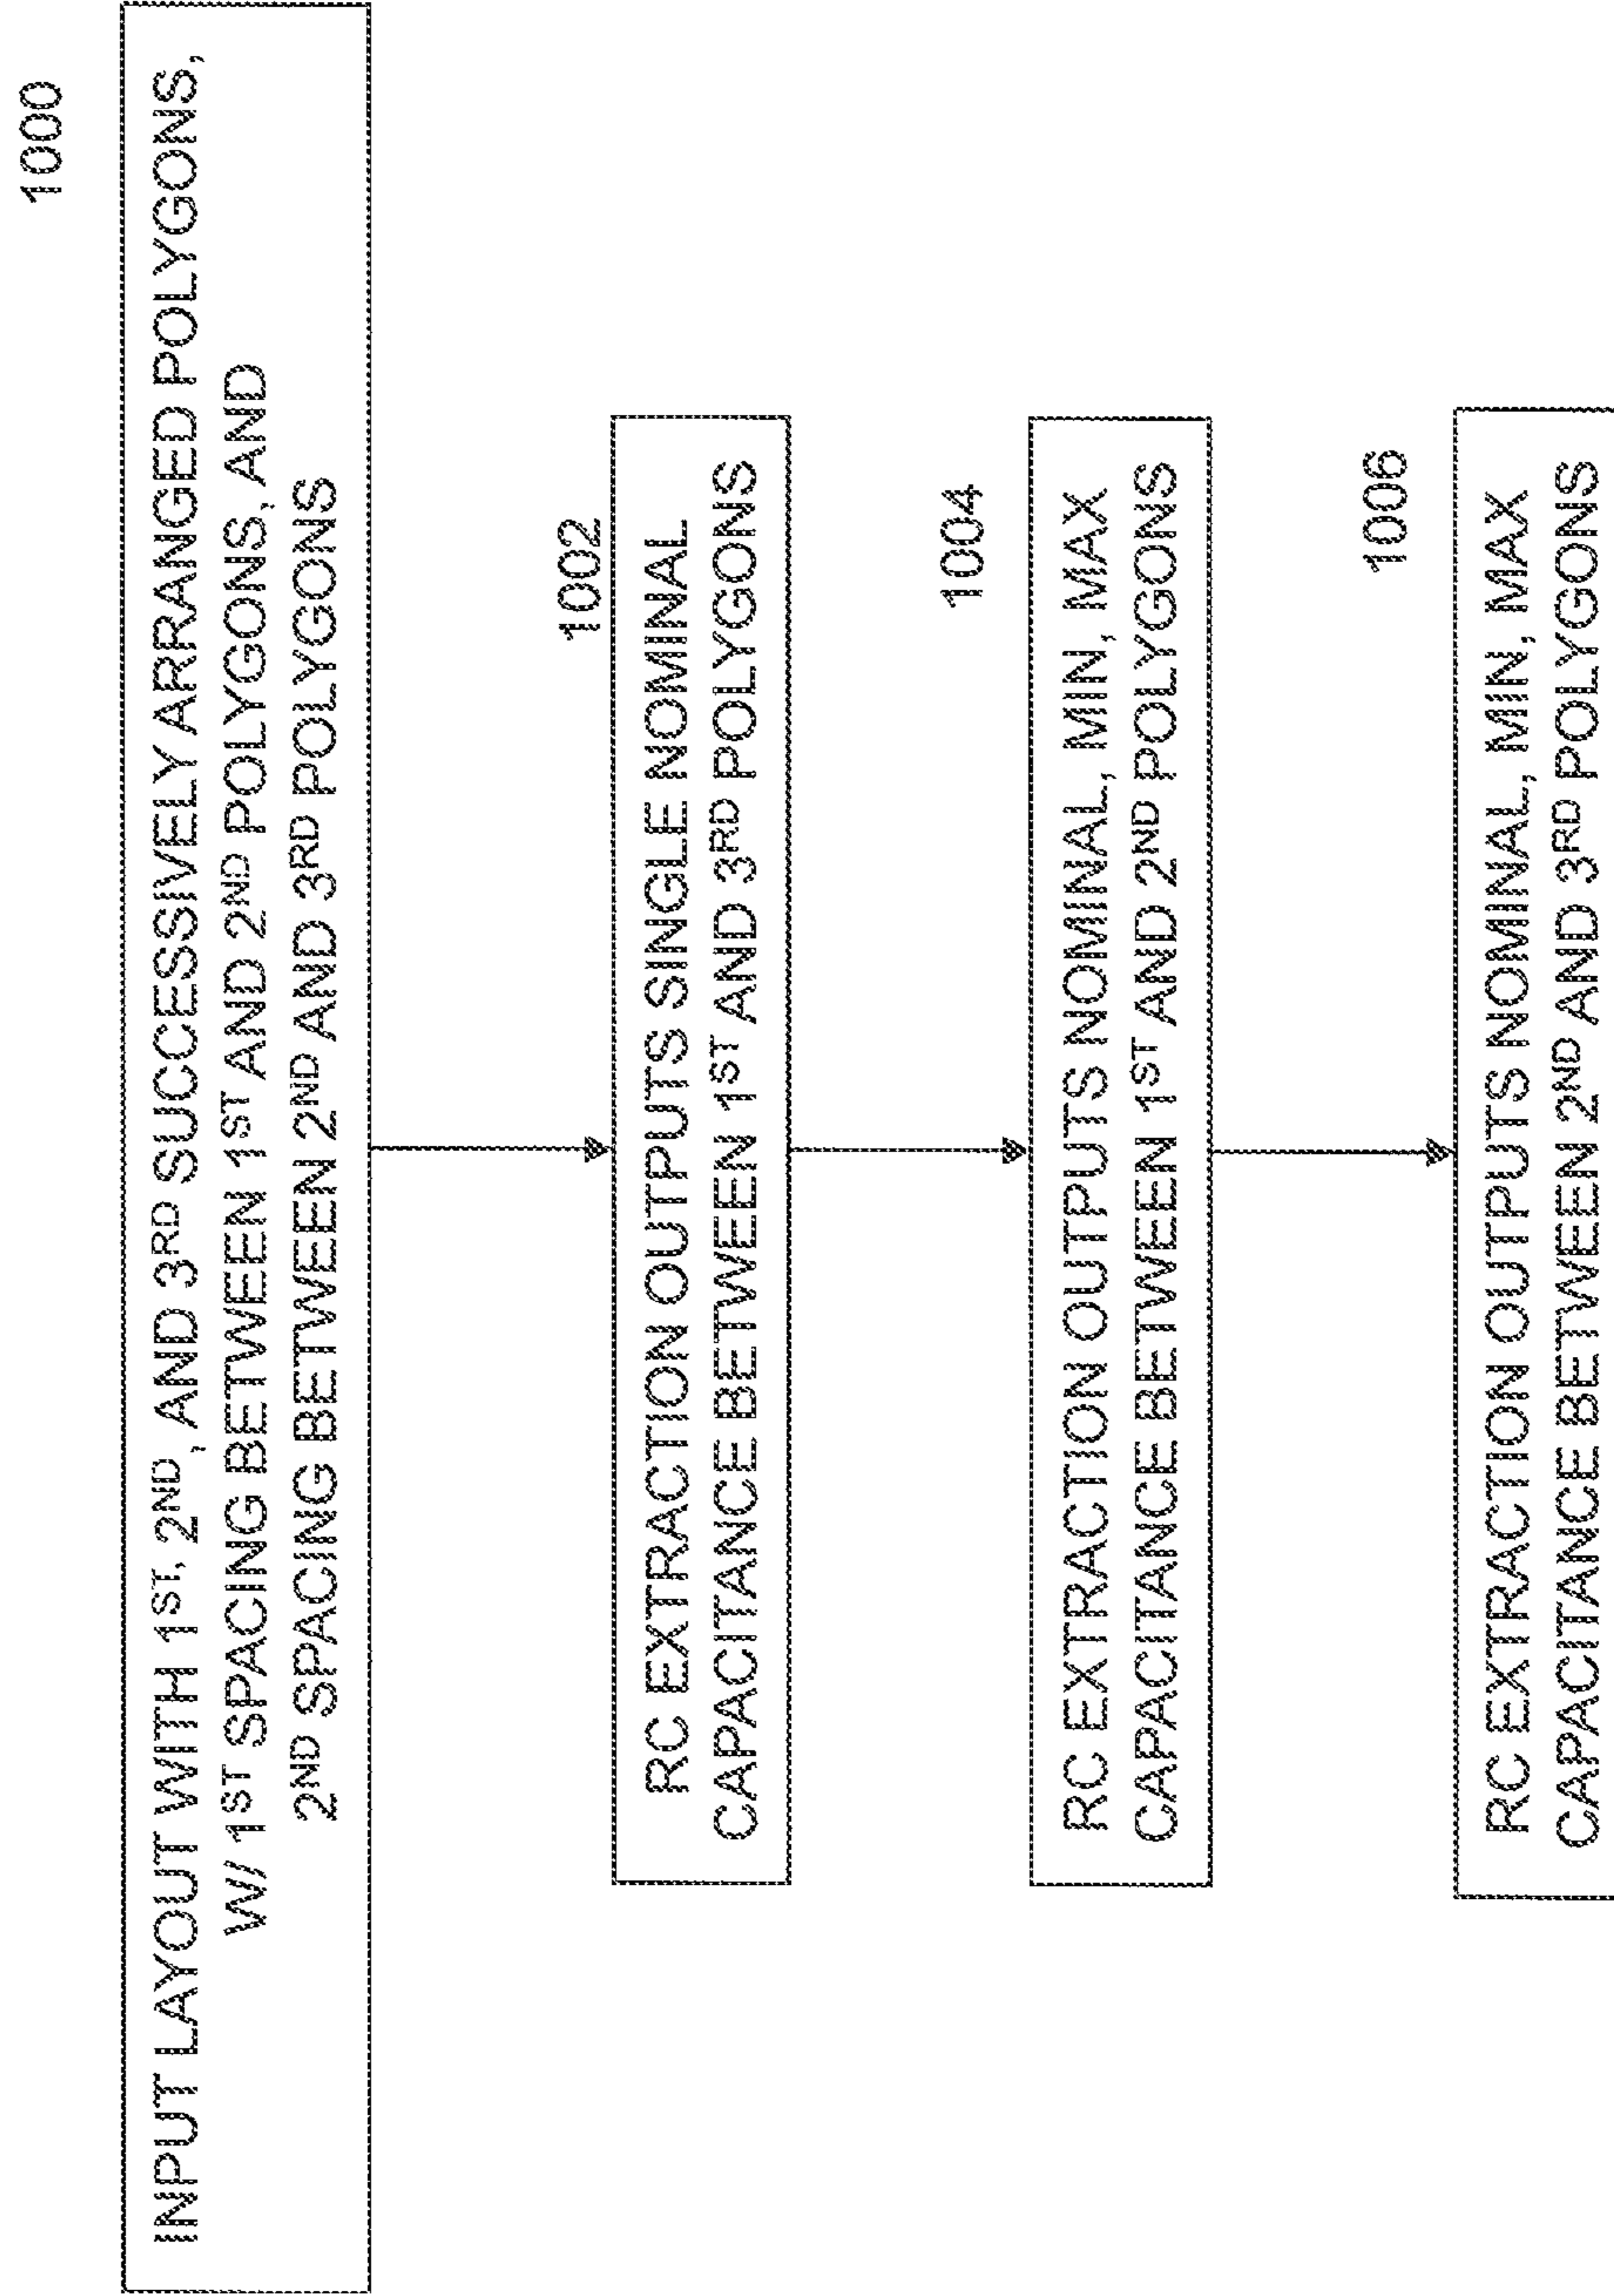 1000
INPUT LAYOUT WITH 1ST, 2ND, AND 3RD SUCCESSIVELY ARRANGED POLYGONS,
W/ 1ST SPACING BETWEEN 1ST AND 2ND POLYGONS, AND
2ND SPACING BETWEEN 2ND AND 3RD POLYGONS
1002
RC EXTRACTION OUTPUTS SINGLE NOMINAL
CAPACITANCE BETWEEN 1ST AND 3RD POLYGONS
1004
RC EXTRACTION OUTPUTS NOMINAL, MIN, MAX
CAPACITANCE BETWEEN 1ST AND 2ND POLYGONS
1006
RC EXTRACTION OUTPUTS NOMINAL, MIN, MAX
CAPACITANCE BETWEEN 2ND AND 3RD POLYGONS